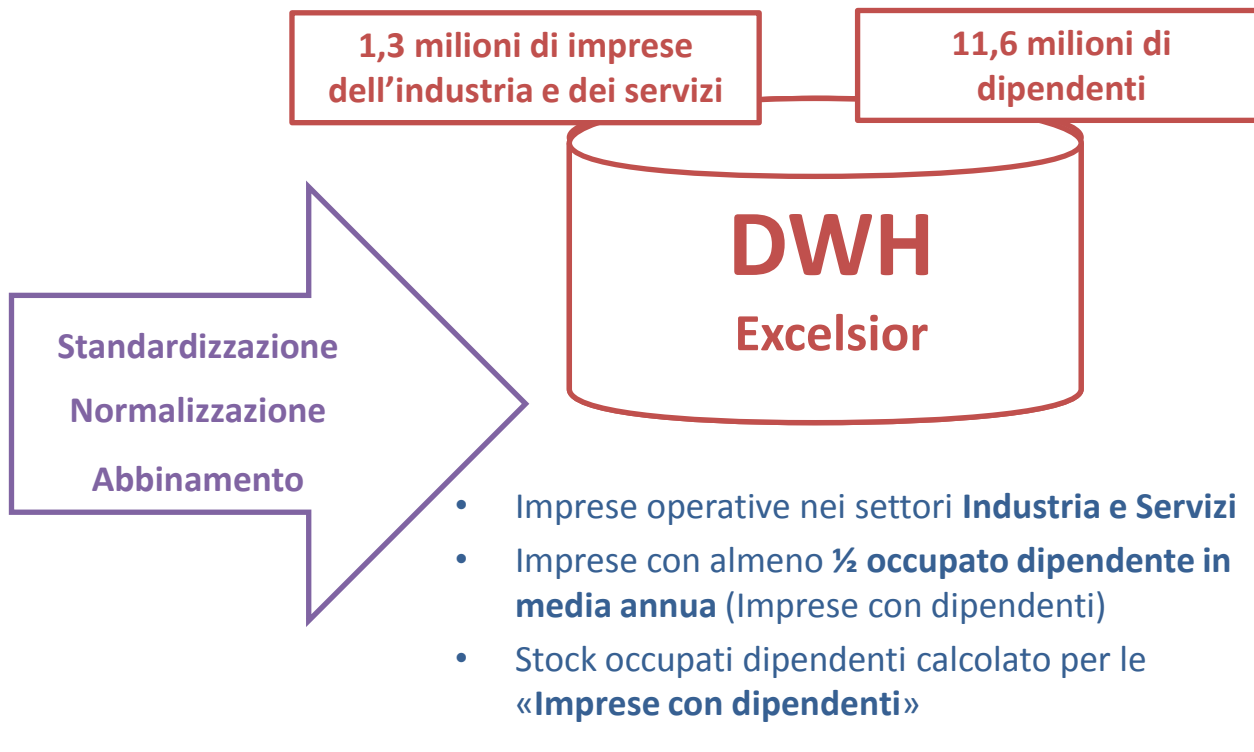 1,3 milioni di imprese
dell’industria e dei servizi
11,6 milioni di
dipendenti
DWH
Excelsior
Standardizzazione
Normalizzazione
Abbinamento
• Imprese operative nei settori Industria e Servizi
• Imprese con almeno ½ occupato dipendente in
media annua (Imprese con dipendenti)
• Stock occupati dipendenti calcolato per le
«Imprese con dipendenti»